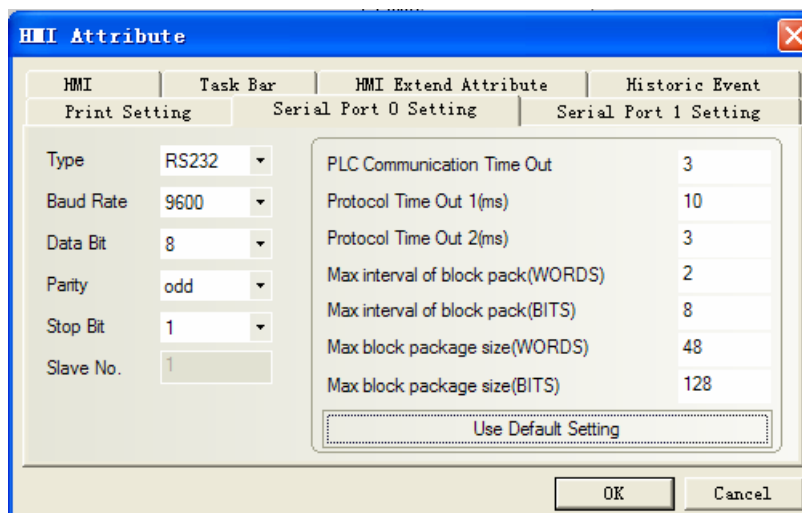 HMI Attribute
HMI Task Bar HMI Extend Attribute Historic Event
Print Setting Serial Port 0 Setting Serial Port 1 Setting
Type RS232
Baud Rate 9600
Data Bit 8
Parity odd
Stop Bit 1
Slave No. 1
PLC Communication Time Out 3
Protocol Time Out 1(ms) 10
Protocol Time Out 2(ms) 3
Max interval of block pack(WORDS) 2
Max interval of block pack(BITS) 8
Max block package size(WORDS) 48
Max block package size(BITS) 128
Use Default Setting
OK Cancel